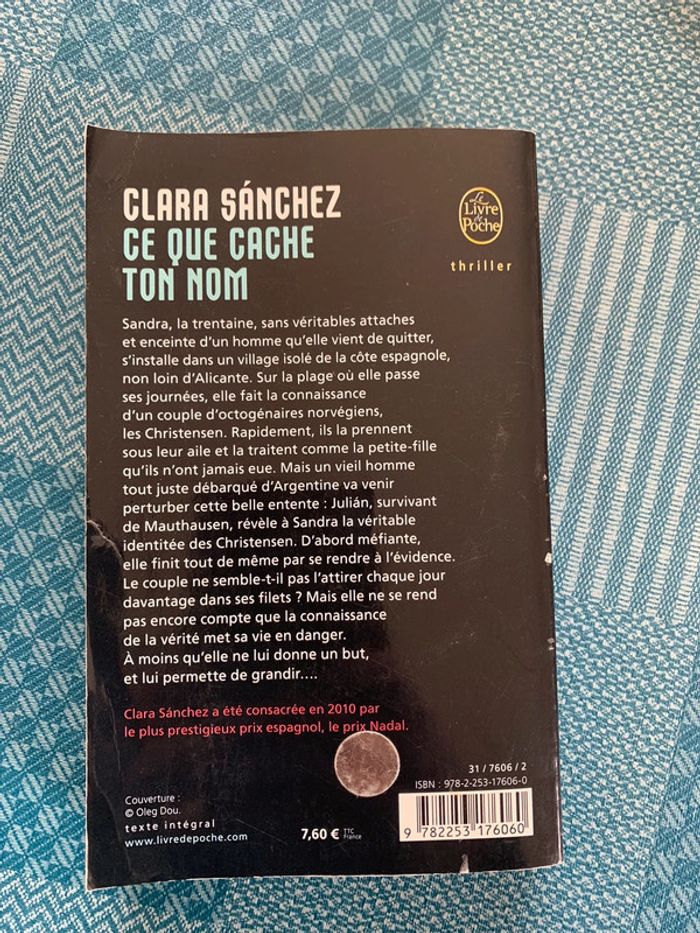 CLARA SÁNCHEZ
CE QUE CACHE
TON NOM
Le
Livre
de
Poche
thriller
Sandra, la trentaine, sans véritables attaches
et enceinte d'un homme qu'elle vient de quitter,
s'installe dans un village isolé de la côte espagnole,
non loin d'Alicante. Sur la plage où elle passe
ses journées, elle fait la connaissance
d'un couple d'octogénaires norvégiens,
les Christensen. Rapidement, ils la prennent
sous leur aile et la traitent comme la petite-fille
qu'ils n'ont jamais eue. Mais un vieil homme
tout juste débarqué d'Argentine va venir
perturber cette belle entente : Julián, survivant
de Mauthausen, révèle à Sandra la véritable
identitée des Christensen. D'abord méfiante,
elle finit tout de même par se rendre à l'évidence.
Le couple ne semble-t-il pas l'attirer chaque jour
davantage dans ses filets ? Mais elle ne se rend
pas encore compte que la connaissance
de la vérité met sa vie en danger.
À moins qu'elle ne lui donne un but,
et lui permette de grandir....
Clara Sánchez a été consacrée en 2010 par
le plus prestigieux prix espagnol, le prix Nadal.
31 / 7606 / 2
ISBN : 978-2-253-17606-0
Couverture :
© Oleg Dou.
texte intégral
www.livredepoche.com
7,60 € TTC France
9 782253 176060